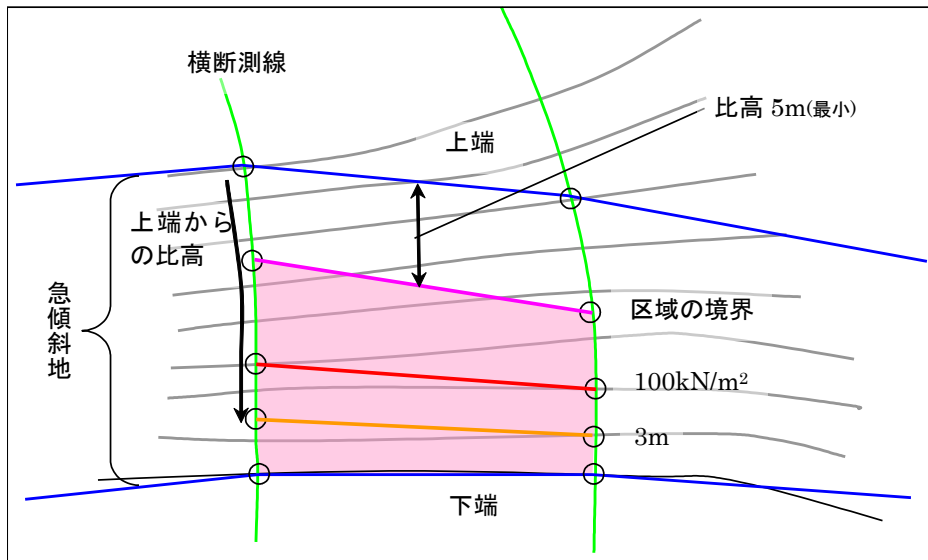 横断測線
比高 5m(最小)
上端
上端から
の比高
急傾斜地
区域の境界
100kN/m²
3m
下端